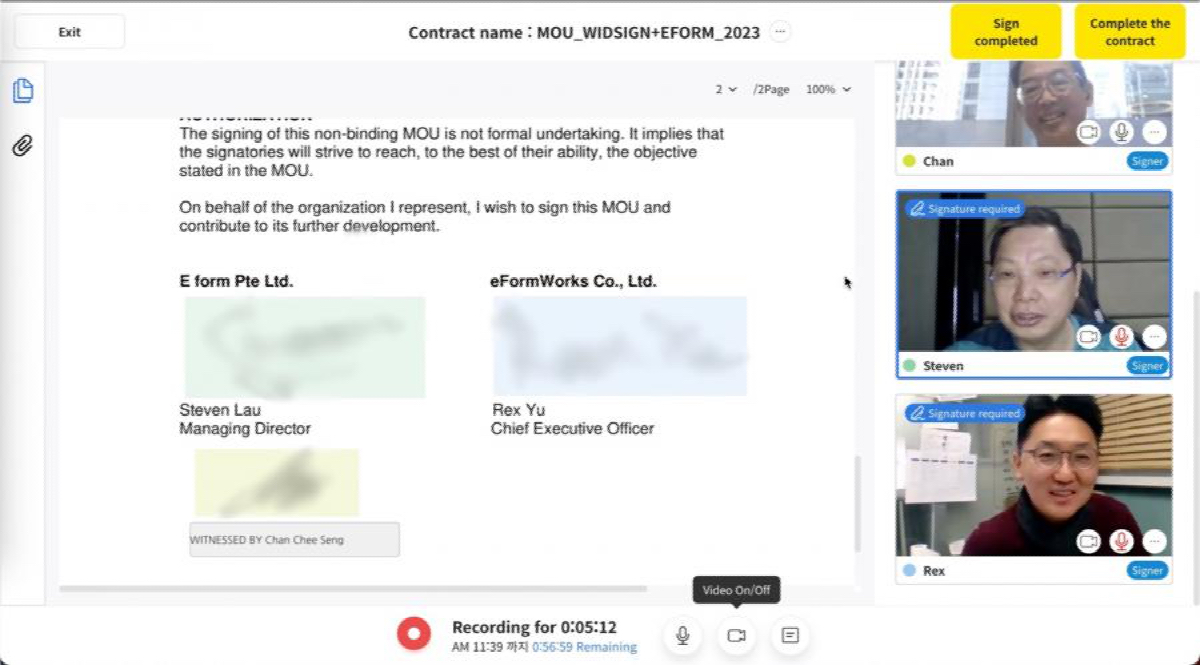 Exit
Contract name : MOU_WIDSIGN+EFORM_2023
Sign
completed
Complete the
contract
2 /2Page 100%
The signing of this non-binding MOU is not formal undertaking. It implies that
the signatories will strive to reach, to the best of their ability, the objective
stated in the MOU.
On behalf of the organization I represent, I wish to sign this MOU and
contribute to its further development.
E form Pte Ltd.
eFormWorks Co., Ltd.
Steven Lau
Managing Director
Rex Yu
Chief Executive Officer
WITNESSED BY Chan Chee Seng
Chan
Signer
Signature required
Steven
Signer
Signature required
Rex
Signer
Video On/Off
Recording for 0:05:12
AM 11:39 까지 0:56:59 Remaining